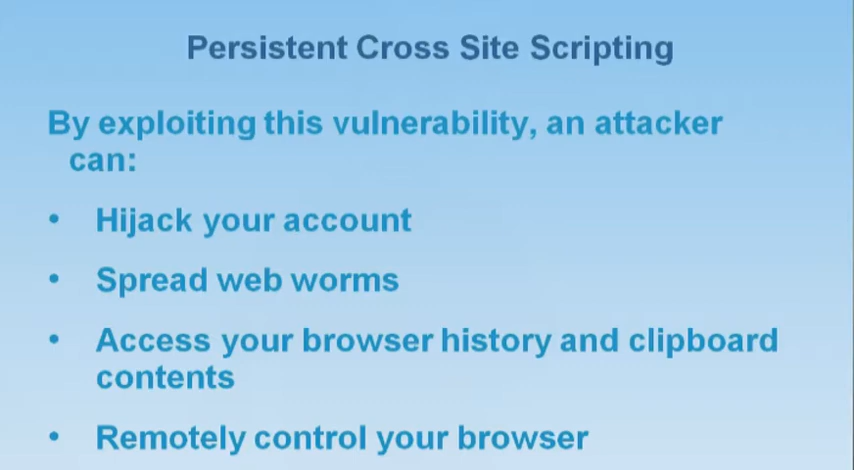 Persistent Cross Site Scripting
By exploiting this vulnerability, an attacker
can:
• Hijack your account
• Spread web worms
• Access your browser history and clipboard
contents
• Remotely control your browser